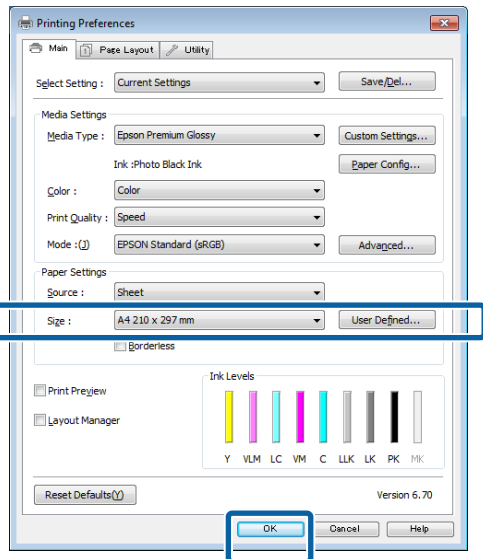 Printing Preferences
Main Page Layout Utility
Select Setting : Current Settings Save/Del...
Media Settings
Media Type : Epson Premium Glossy Custom Settings...
Ink :Photo Black Ink Paper Config...
Color : Color
Print Quality : Speed
Mode :(J) EPSON Standard (sRGB) Advanced...
Paper Settings
Source : Sheet
Size : A4 210 x 297 mm User Defined...
Borderless
Ink Levels
Print Preview
Layout Manager
Y VLM LC VM C LLK LK PK MK
Reset Defaults(Y) Version 6.70
OK Cancel Help